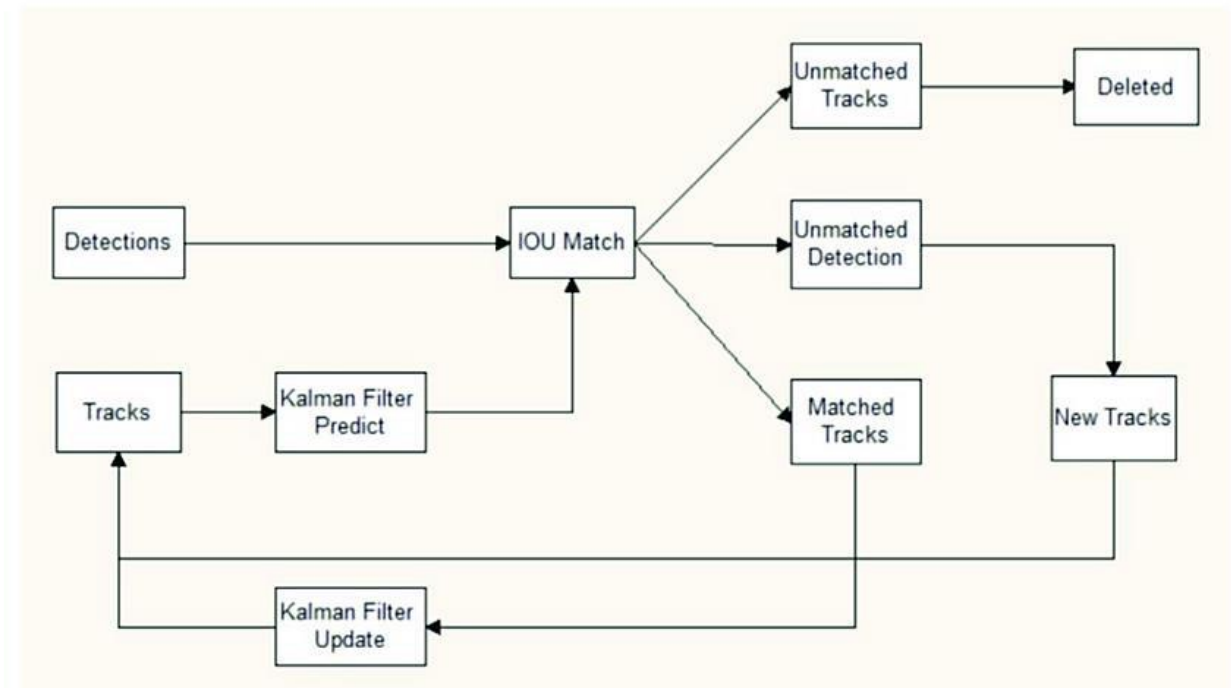 Unmatched
Tracks
Deleted
Detections
IOU Match
Unmatched
Detection
Tracks
Kalman Filter
Predict
Matched
Tracks
New Tracks
Kalman Filter
Update